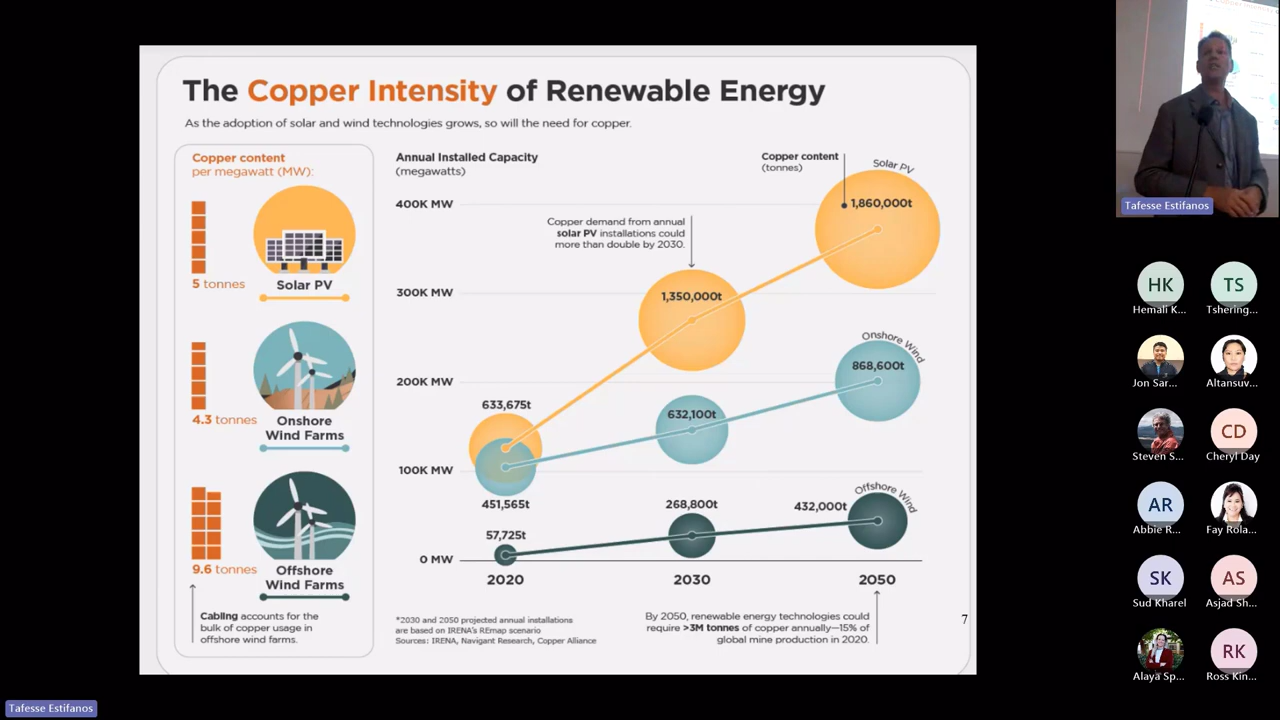 The Copper Intensity of Renewable Energy
As the adoption of solar and wind technologies grows, so will the need for copper.
Copper content
per megawatt (MW):
5 tonnes
Solar PV
4.3 tonnes
Onshore
Wind Farms
9.6 tonnes
Offshore
Wind Farms
Cabling accounts for the
bulk of copper usage in
offshore wind farms.
Annual Installed Capacity
(megawatts)
Copper content
(tonnes)
Solar PV
400K MW
1,860,000t
Copper demand from annual
solar PV installations could
more than double by 2030.
300K MW
1,350,000t
Onshore Wind
868,600t
200K MW
633,675t
632,100t
100K MW
451,565t
268,800t
432,000t
Offshore Wind
57,725t
0 MW
2020
2030
2050
*2030 and 2050 projected annual installations
are based on IRENA's REmap scenario
Sources: IRENA, Navigant Research, Copper Alliance
By 2050, renewable energy technologies could
require >3M tonnes of copper annually—15% of
global mine production in 2020.
7
Tafesse Estifanos
HK
Hemali K...
TS
Tshering...
Jon Sar...
Altansuv...
Steven S...
CD
Cheryl Day
AR
Abbie R...
Fay Rola...
SK
Sud Kharel
AS
Asjad Sh...
Alaya Sp...
RK
Ross Kin...
Tafesse Estifanos